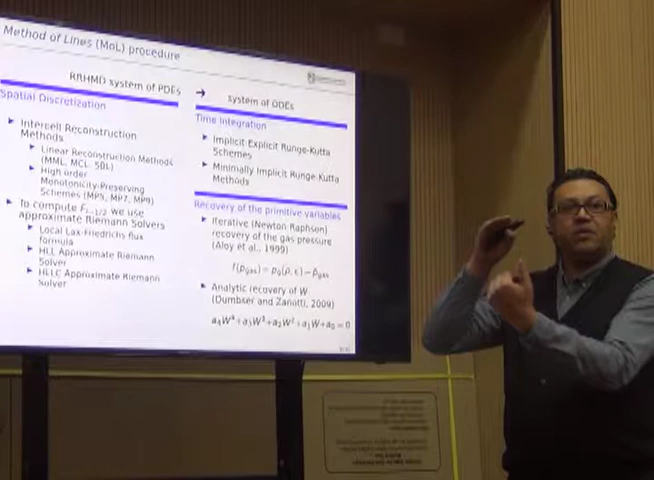 Method of Lines (MoL) procedure
RRHMD system of PDEs → system of ODEs
Spatial Discretization
▶ Intercell Reconstruction
Methods
▶ Linear Reconstruction Methods
(MML, MCL, SBL)
▶ High order
Monotonicity-Preserving
Schemes (MP5, MP7, MP9)
▶ To compute F_{i-1/2} we use
approximate Riemann Solvers
▶ Local Lax-Friedrichs flux
formula
▶ HLL Approximate Riemann
Solver
▶ HLLC Approximate Riemann
Solver
Time Integration
▶ Implicit Explicit Runge-Kutta
Schemes
▶ Minimally Implicit Runge-Kutta
Methods
Recovery of the primitive variables
▶ Iterative (Newton Raphson)
recovery of the gas pressure
(Aloy et al., 1999)
▶ Analytic recovery of W
(Dumbser and Zanotti, 2009)
a₄W⁴+a₃W³+a₂W²+a₁W+a₀ = 0